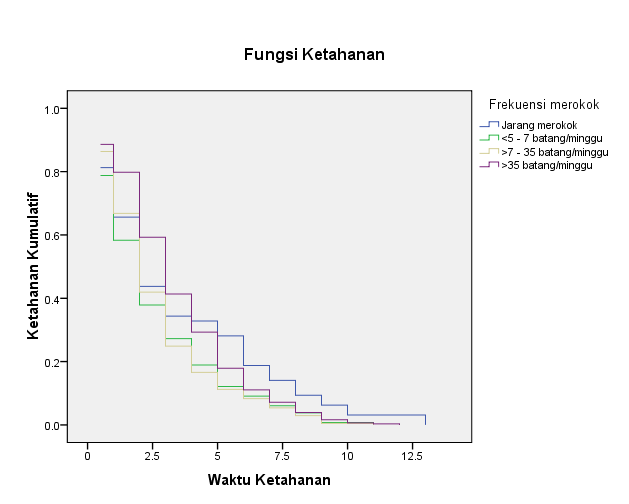 Fungsi Ketahanan
Frekuensi merokok
Jarang merokok
<5 - 7 batang/minggu
>7 - 35 batang/minggu
>35 batang/minggu
Ketahanan Kumulatif
1.0
0.8
0.6
0.4
0.2
0.0
0
2.5
5
7.5
10
12.5
Waktu Ketahanan